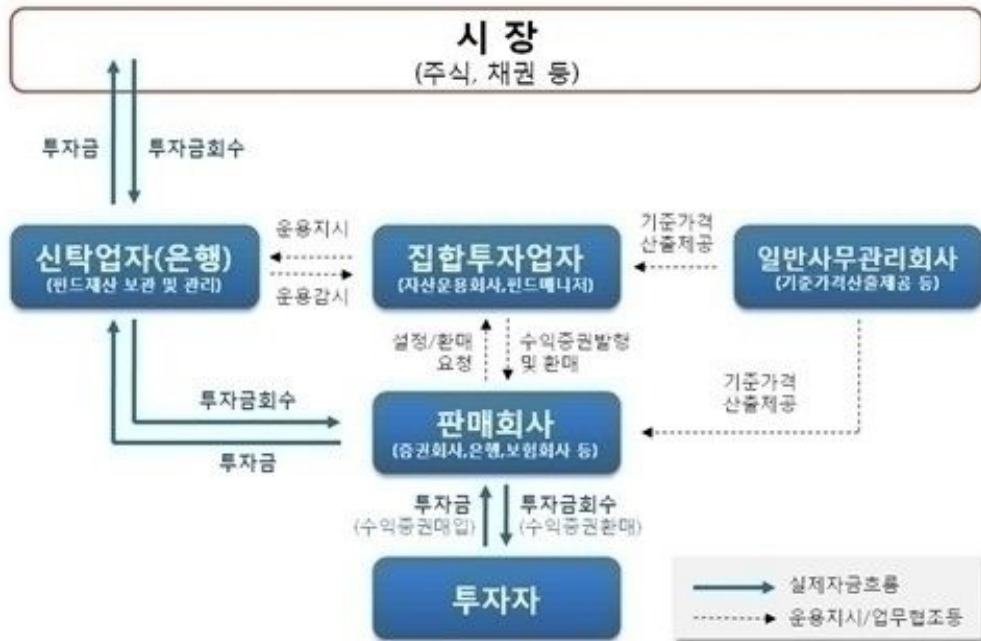 시 장
(주식, 채권 등)
투자금
투자금회수
신탁업자(은행)
(펀드재산 보관 및 관리)
운용지시
운용감시
집합투자업자
(자산운용회사,펀드매니저)
기준가격
산출제공
일반사무관리회사
(기준가격산출제공 등)
설정/환매
요청
수익증권발행
및 환매
기준가격
산출제공
투자금회수
투자금
판매회사
(증권회사,은행,보험회사 등)
투자금
(수익증권매입)
투자금회수
(수익증권환매)
투자자
실제자금흐름
운용지시/업무협조등